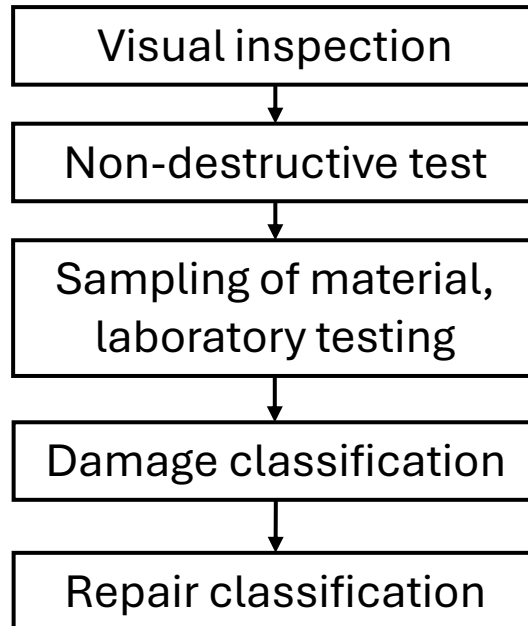 Visual inspection
Non-destructive test
Sampling of material,
laboratory testing
Damage classification
Repair classification